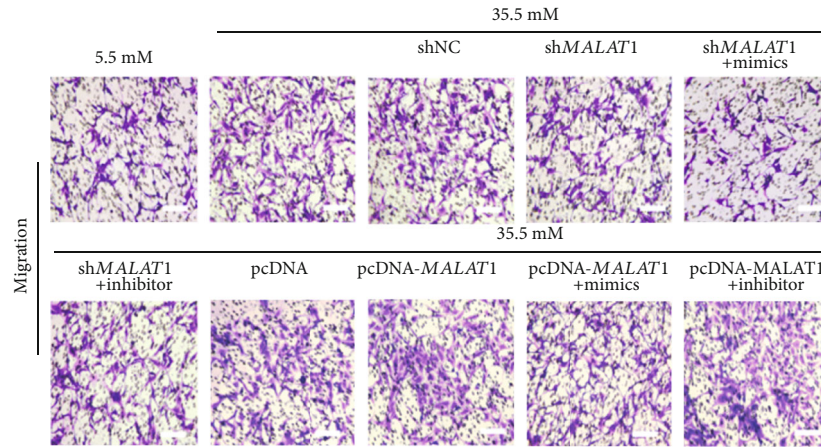 35.5 mM
5.5 mM
shNC
shMALAT1
shMALAT1
+mimics
Migration
35.5 mM
shMALAT1
+inhibitor
pcDNA
pcDNA-MALAT1
pcDNA-MALAT1
+mimics
pcDNA-MALAT1
+inhibitor